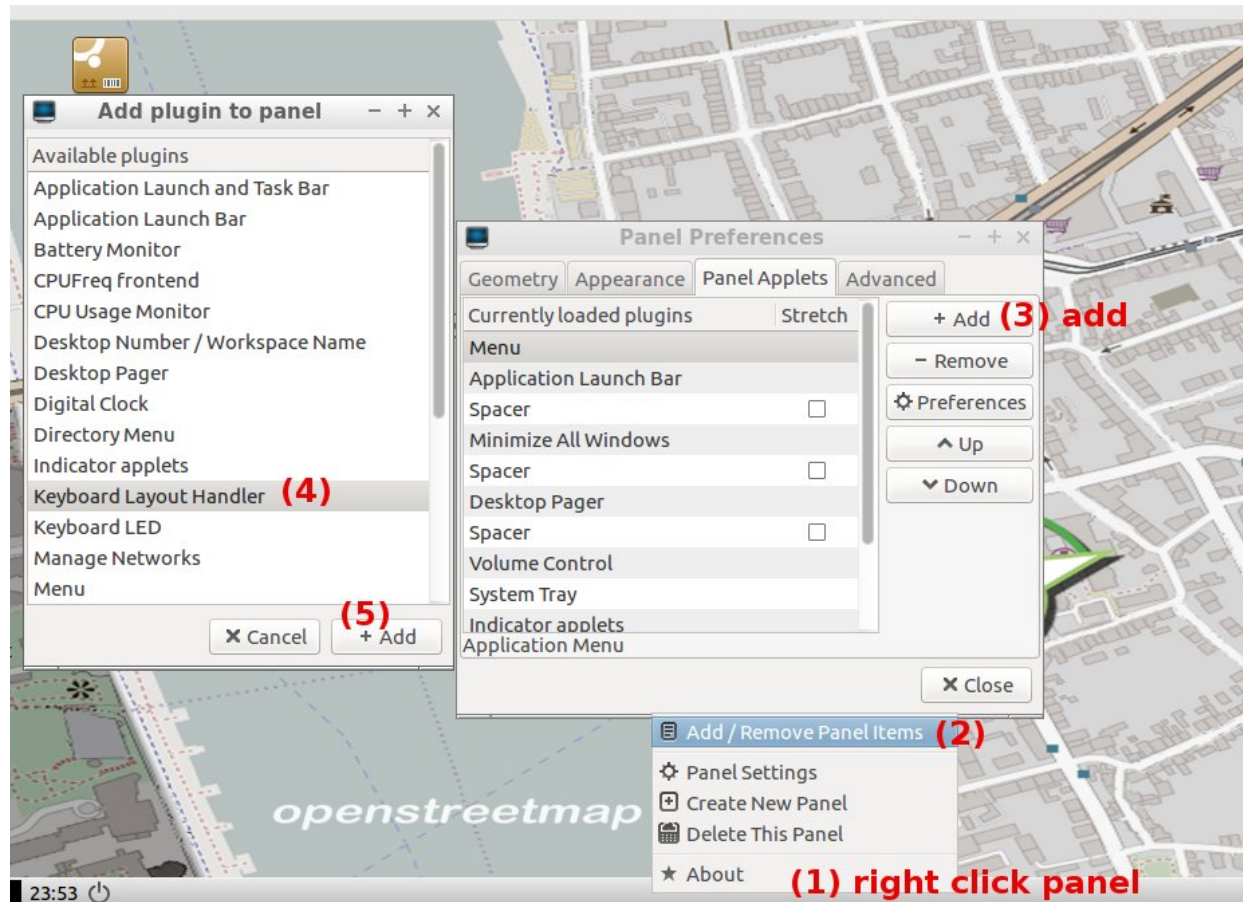 Add plugin to panel
Available plugins
Application Launch and Task Bar
Application Launch Bar
Battery Monitor
CPUFreq frontend
CPU Usage Monitor
Desktop Number / Workspace Name
Desktop Pager
Digital Clock
Directory Menu
Indicator applets
Keyboard Layout Handler (4)
Keyboard LED
Manage Networks
Menu
(5)
Cancel + Add
Panel Preferences
Geometry Appearance Panel Applets Advanced
Currently loaded plugins Stretch
Menu
Application Launch Bar
Spacer
Minimize All Windows
Spacer
Desktop Pager
Spacer
Volume Control
System Tray
Indicator applets
Application Menu
+ Add (3) add
− Remove
Preferences
Up
Down
Close
Add / Remove Panel Items (2)
Panel Settings
Create New Panel
Delete This Panel
About
(1) right click panel
openstreetmap
23:53